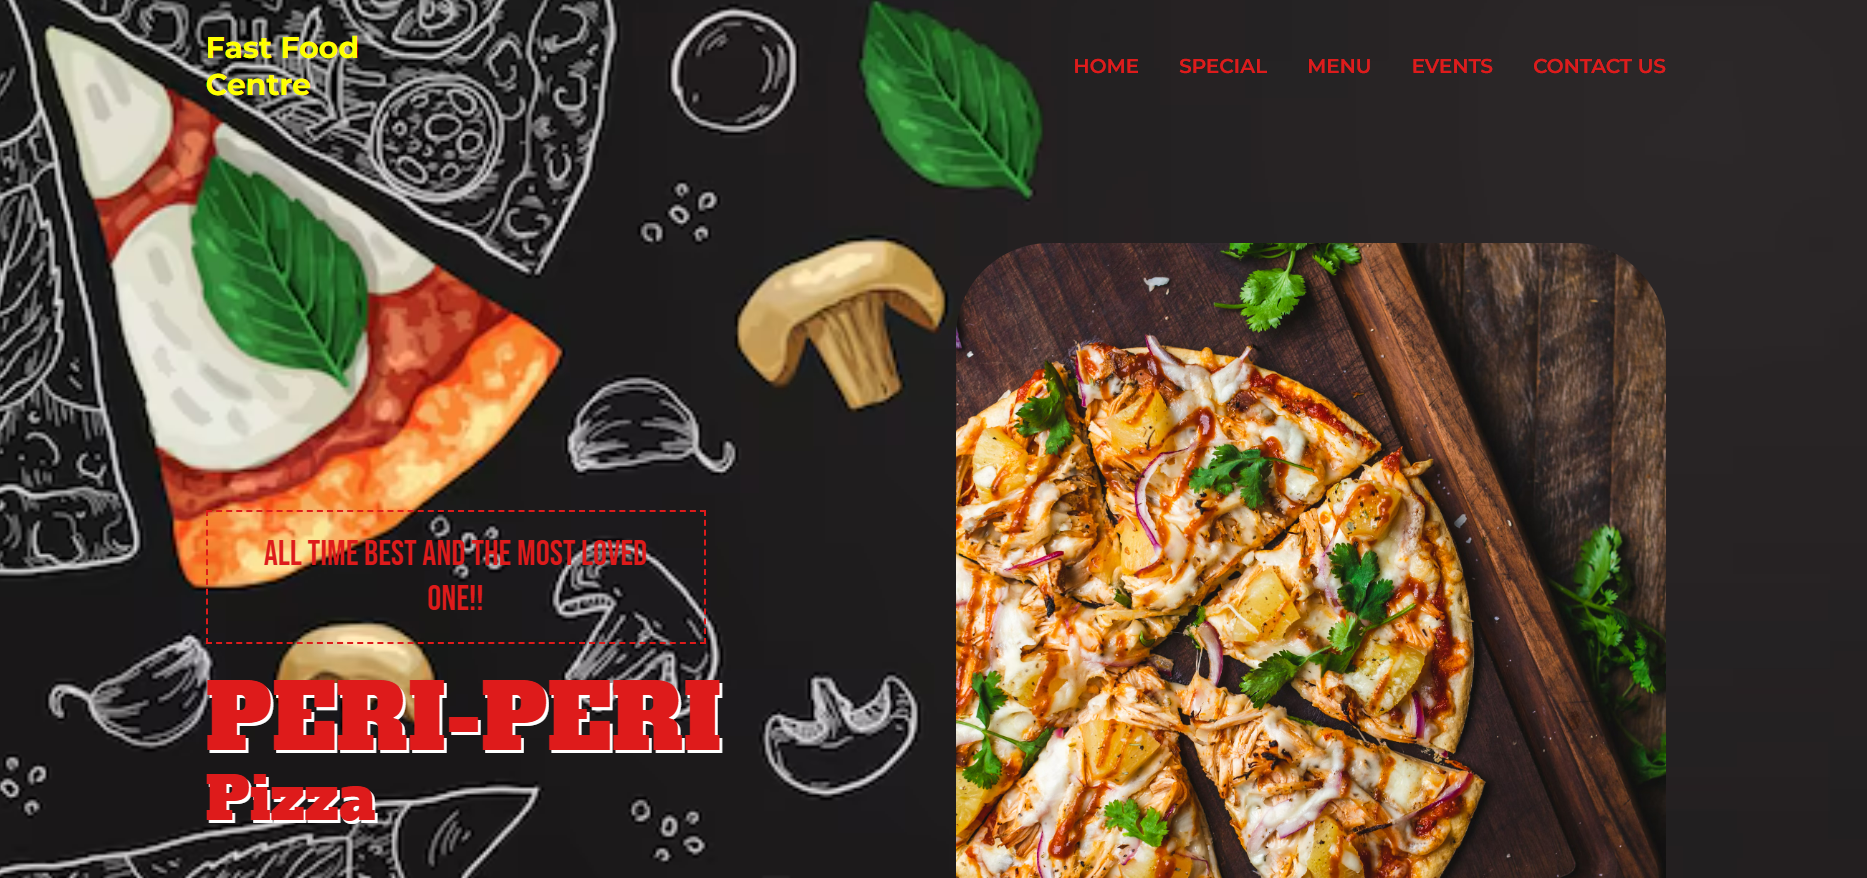 Fast Food
Centre
HOME SPECIAL MENU EVENTS CONTACT US
ALL TIME BEST AND THE MOST LOVED
ONE!!
PERI-PERI
Pizza